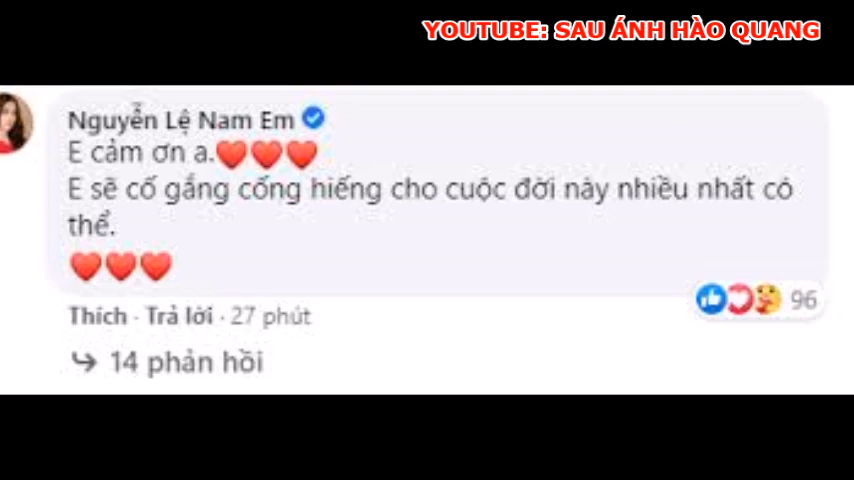 YOUTUBE: SAU ÁNH HÀO QUANG
Nguyễn Lệ Nam Em
E cảm ơn a.❤️❤️❤️
E sẽ cố gắng cống hiếng cho cuộc đời này nhiều nhất có
thể.
❤️❤️❤️
96
Thích · Trả lời · 27 phút
14 phản hồi